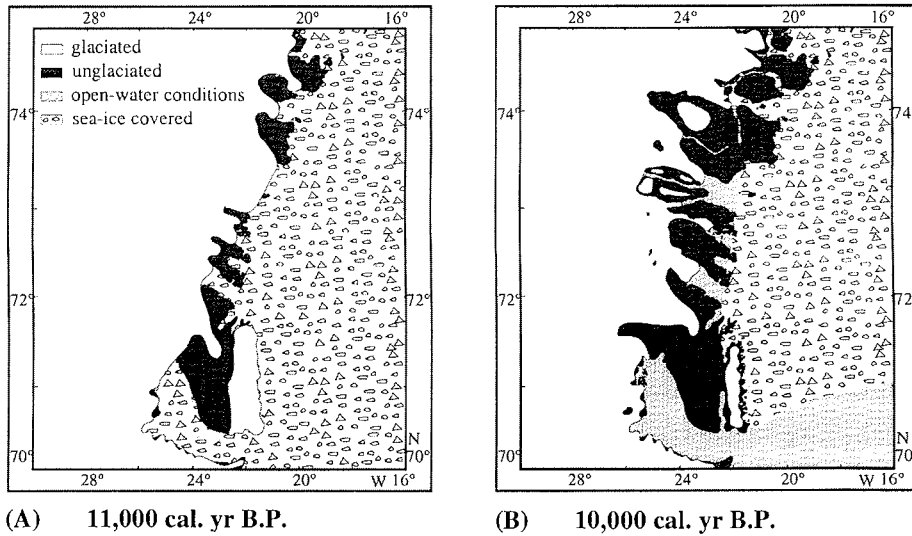 28° 24° 20° 16°
glaciated
unglaciated
open-water conditions
sea-ice covered
74°
72°
70°
72°
N
70°
28° 24° 20° W 16°
(A) 11,000 cal. yr B.P.
28° 24° 20° 16°
74°
72°
70°
74°
72°
N
70°
28° 24° 20° W 16°
(B) 10,000 cal. yr B.P.